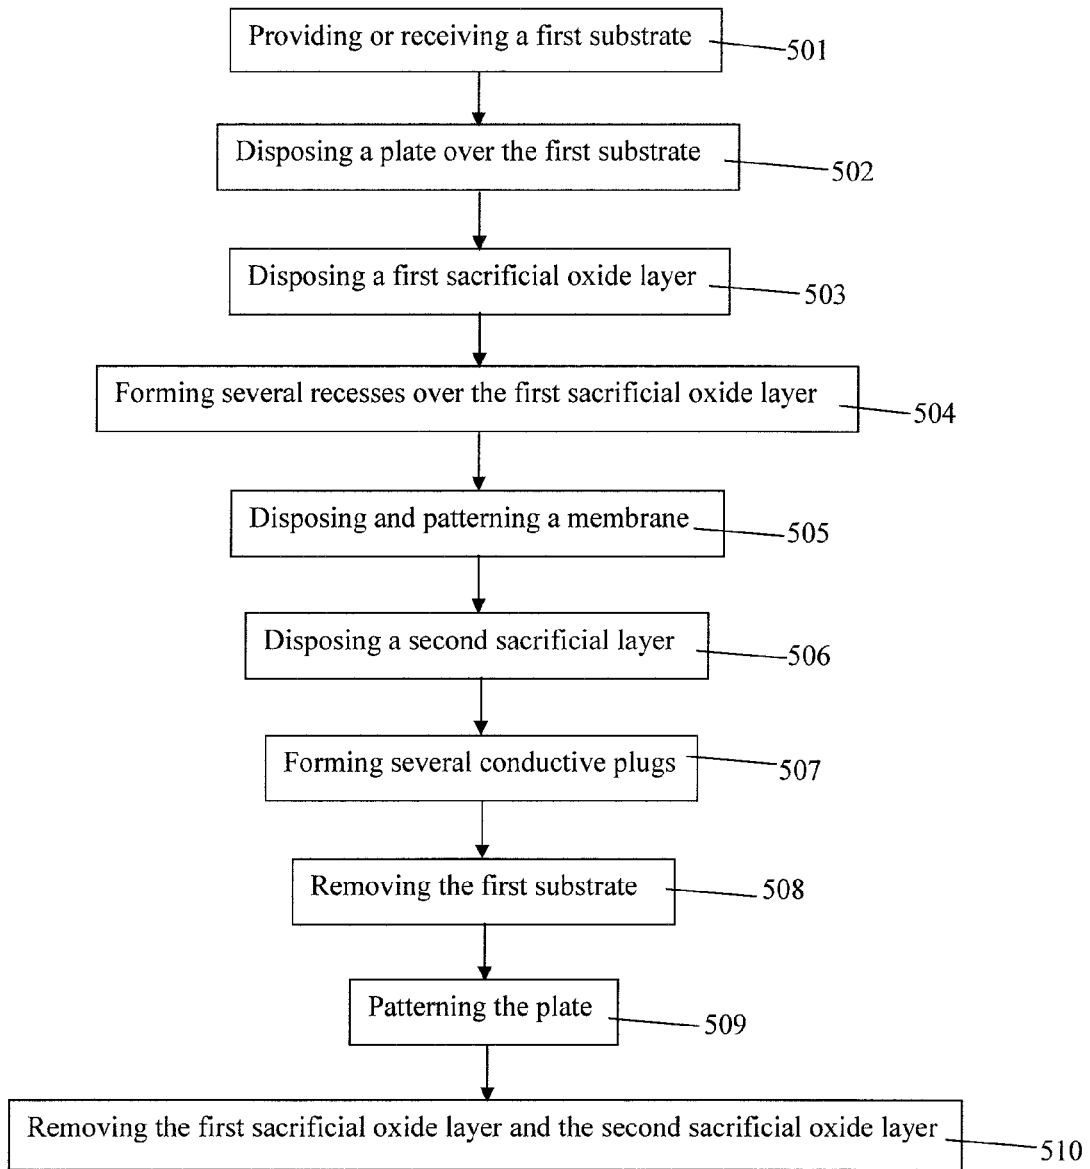 Providing or receiving a first substrate
501
Disposing a plate over the first substrate
502
Disposing a first sacrificial oxide layer
503
Forming several recesses over the first sacrificial oxide layer
504
Disposing and patterning a membrane
505
Disposing a second sacrificial layer
506
Forming several conductive plugs
507
Removing the first substrate
508
Patterning the plate
509
Removing the first sacrificial oxide layer and the second sacrificial oxide layer
510